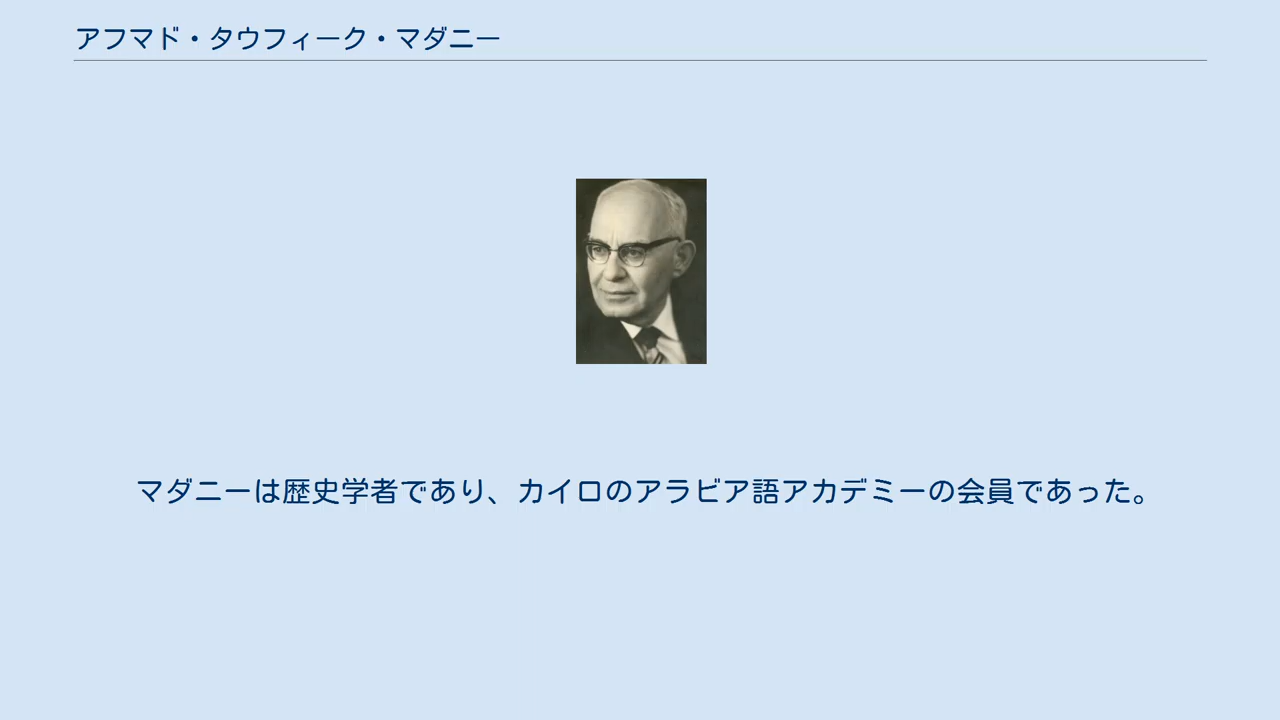 アフマド・タウフィーク・マダニー
マダニーは歴史学者であり、カイロのアラビア語アカデミーの会員であった。